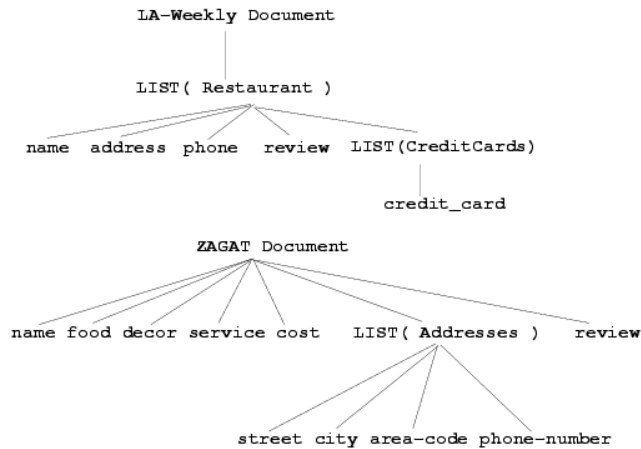 LA-Weekly Document
LIST( Restaurant )
name address phone review LIST(CreditCards)
credit_card
ZAGAT Document
name food decor service cost LIST( Addresses ) review
street city area-code phone-number